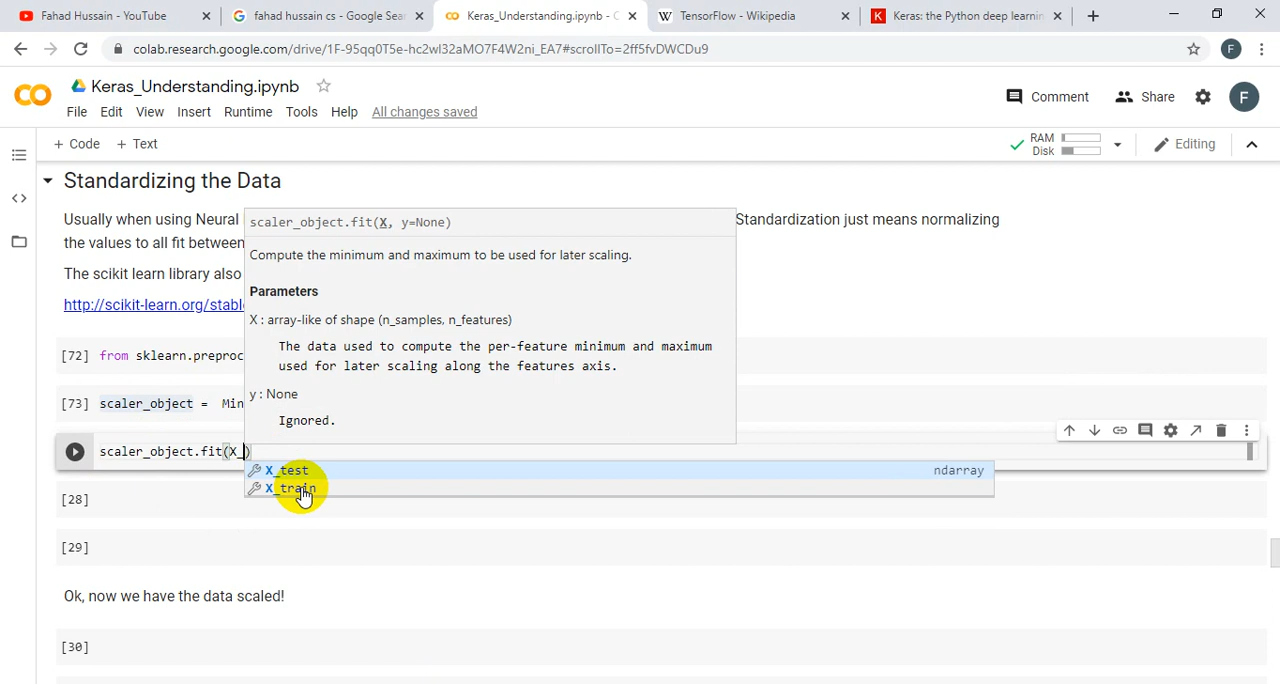 Fahad Hussain - YouTube
fahad hussain cs - Google Sea
Keras_Understanding.ipynb - C
TensorFlow - Wikipedia
Keras: the Python deep learnin
colab.research.google.com/drive/1F-95qq0T5e-hc2wl32aMO7F4W2ni_EA7#scrollTo=2ff5fvDWCDu9
F
CO
Keras_Understanding.ipynb
File Edit View Insert Runtime Tools Help All changes saved
Comment Share F
+ Code + Text
RAM
Disk
Editing
Standardizing the Data
Usually when using Neural Standardization just means normalizing
the values to all fit between
The scikit learn library also
http://scikit-learn.org/stabl
scaler_object.fit(X, y=None)
Compute the minimum and maximum to be used for later scaling.
Parameters
X : array-like of shape (n_samples, n_features)
The data used to compute the per-feature minimum and maximum
used for later scaling along the features axis.
y : None
Ignored.
[72] from sklearn.preproc
[73] scaler_object = Min
scaler_object.fit(X_)
X_test ndarray
X_train
[28]
[29]
Ok, now we have the data scaled!
[30]